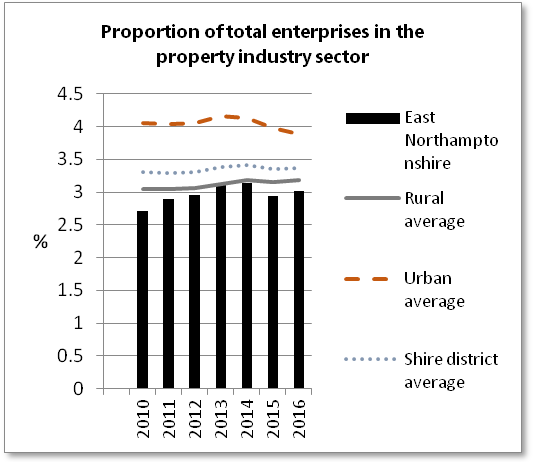 Proportion of total enterprises in the
property industry sector
4.5
4
3.5
3
2.5
2
1.5
1
0.5
0
%
2010
2011
2012
2013
2014
2015
2016
East
Northampto
nshire
Rural
average
Urban
average
Shire district
average